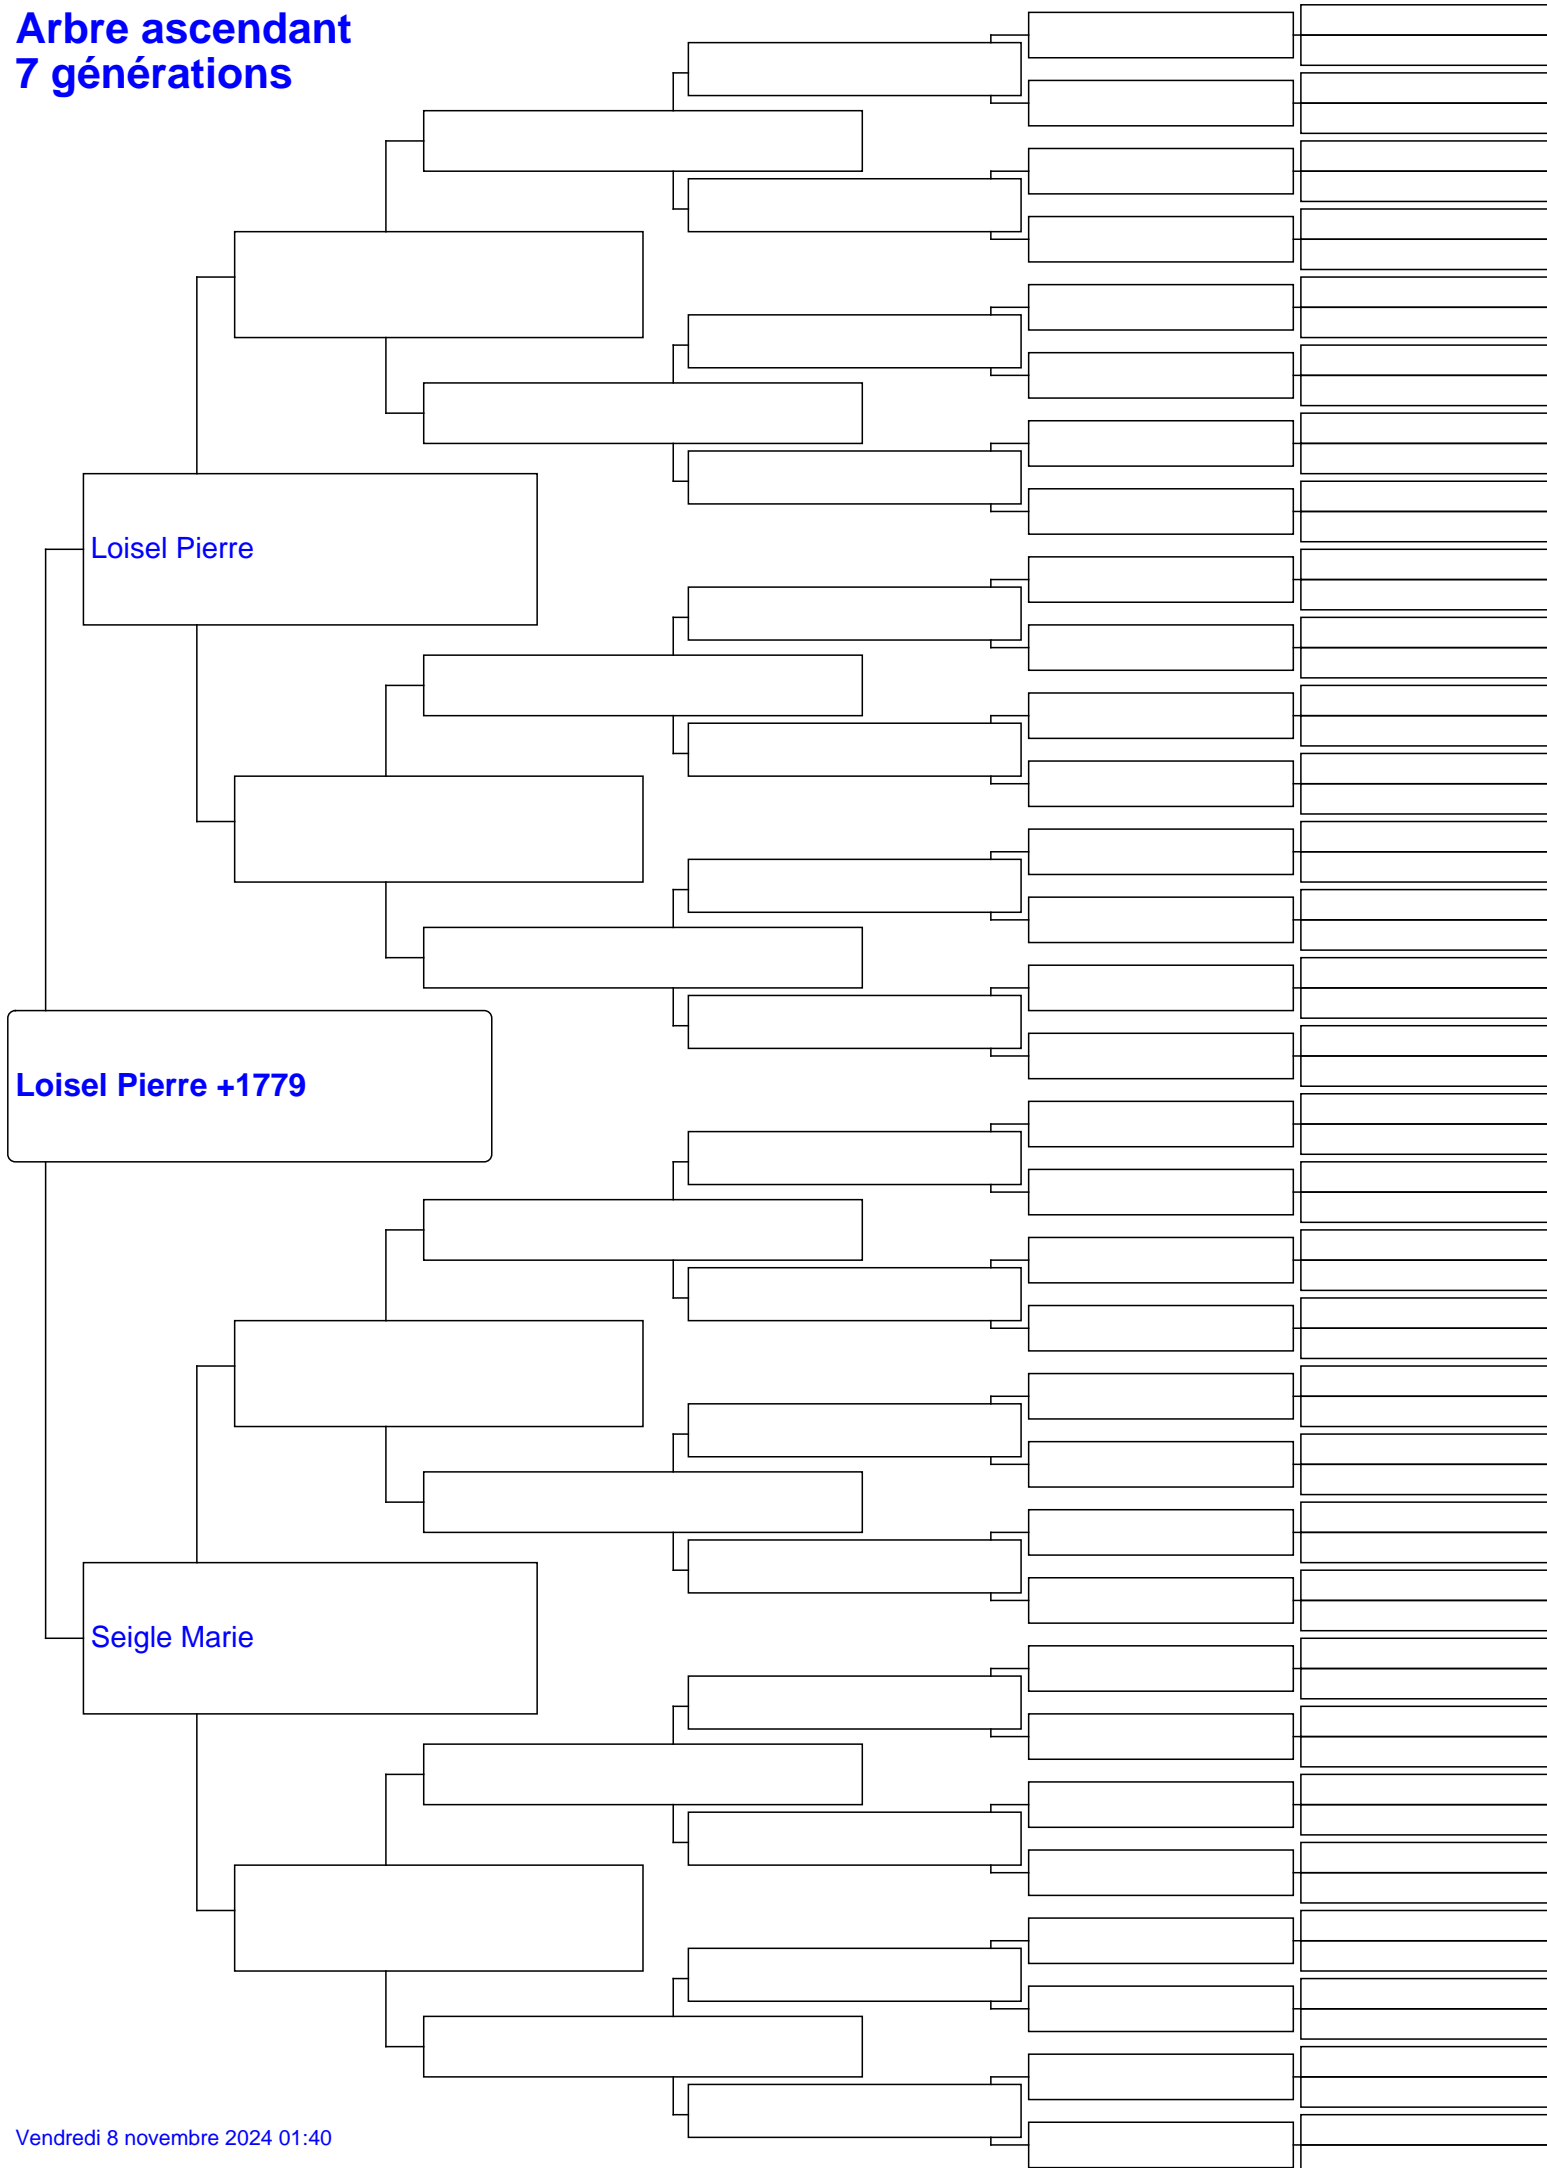 Arbre ascendant
7 générations
Loisel Pierre
Loisel Pierre +1779
Seigle Marie
Vendredi 8 novembre 2024 01:40